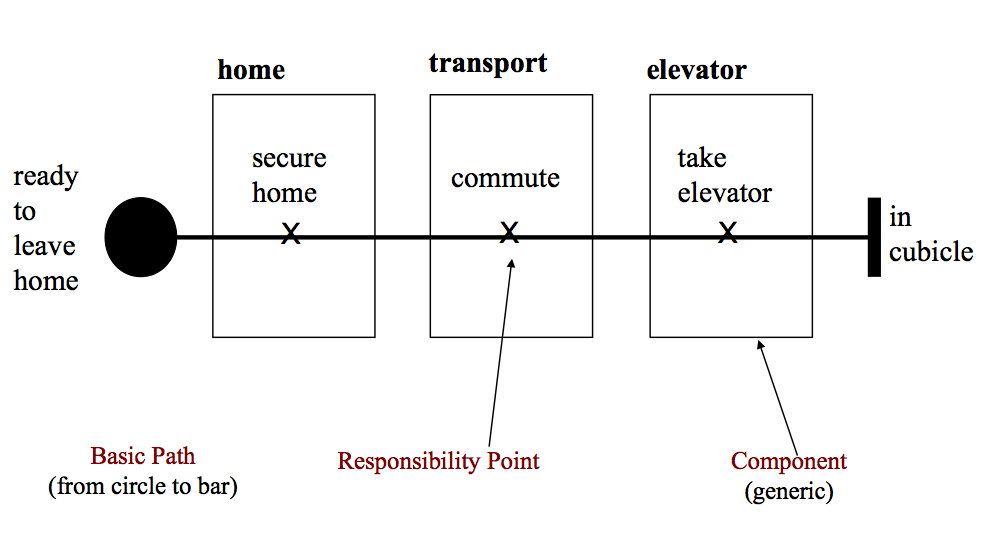 home
transport
elevator
ready
to
leave
home
secure
home
X
commute
X
take
elevator
X
in
cubicle
Basic Path
(from circle to bar)
Responsibility Point
Component
(generic)